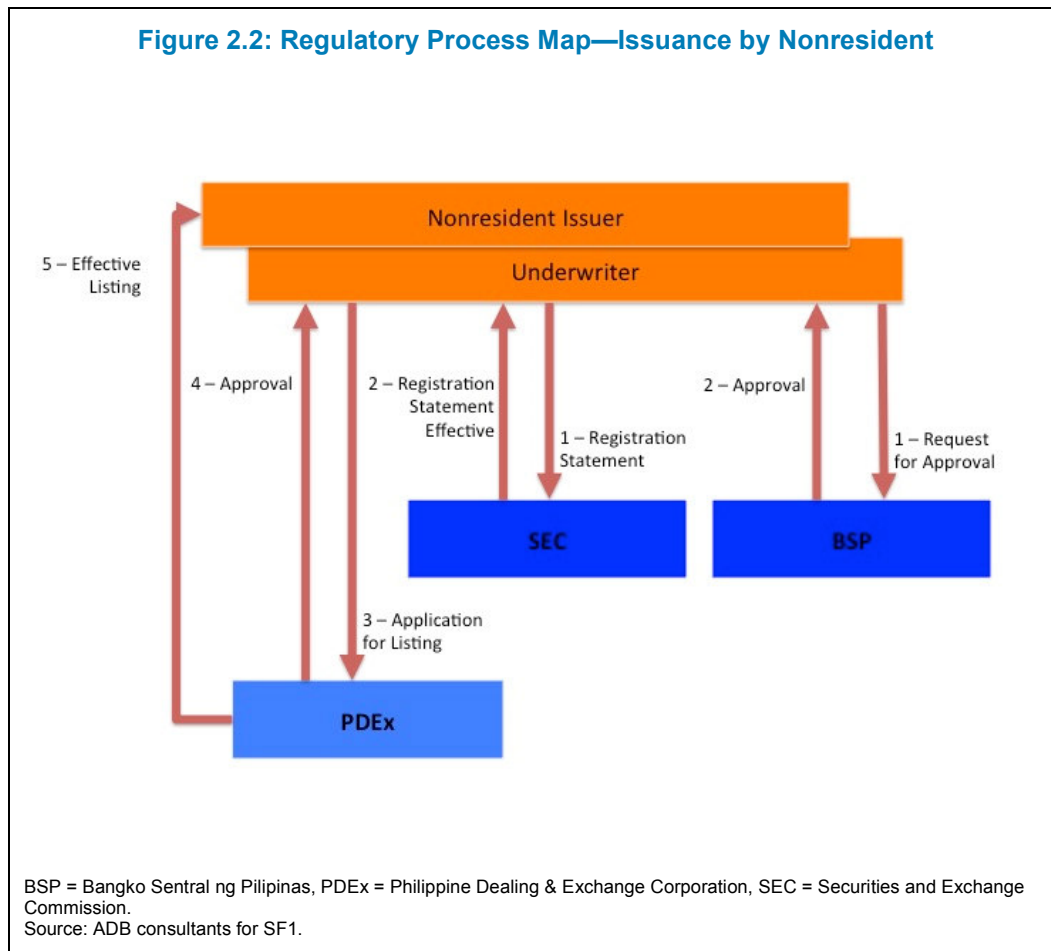 Figure 2.2: Regulatory Process Map—Issuance by Nonresident
Nonresident Issuer
Underwriter
5 – Effective
Listing
4 – Approval
2 – Registration
Statement
Effective
1 – Registration
Statement
2 – Approval
1 – Request
for Approval
SEC
BSP
3 – Application
for Listing
PDEx
BSP = Bangko Sentral ng Pilipinas, PDEx = Philippine Dealing & Exchange Corporation, SEC = Securities and Exchange
Commission.
Source: ADB consultants for SF1.